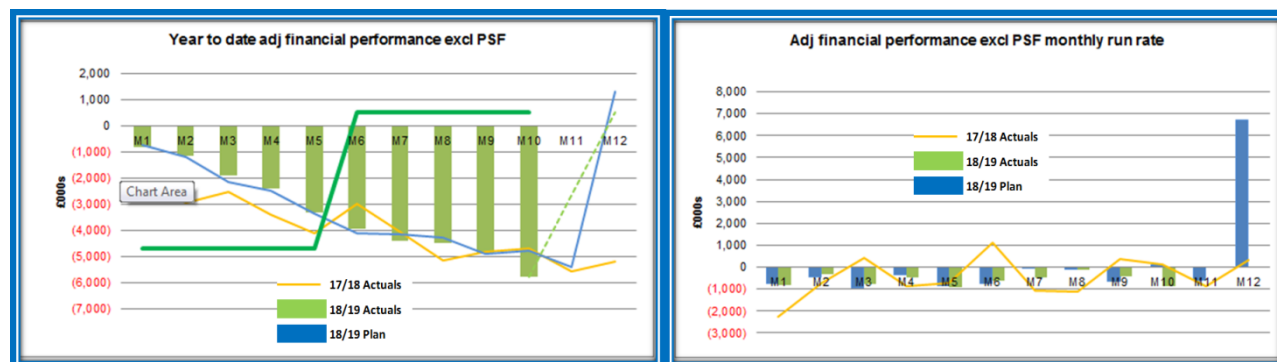 Year to date adj financial performance excl PSF
2,000
1,000
0
(1,000)
(2,000)
(3,000)
(4,000)
(5,000)
(6,000)
(7,000)
£000s
M1 M2 M3 M4 M5 M6 M7 M8 M9 M10 M11 M12
Chart Area
17/18 Actuals
18/19 Actuals
18/19 Plan
Adj financial performance excl PSF monthly run rate
8,000
7,000
6,000
5,000
4,000
3,000
2,000
1,000
0
(1,000)
(2,000)
(3,000)
£000s
17/18 Actuals
18/19 Actuals
18/19 Plan
M1 M2 M3 M4 M5 M6 M7 M8 M9 M10 M11 M12